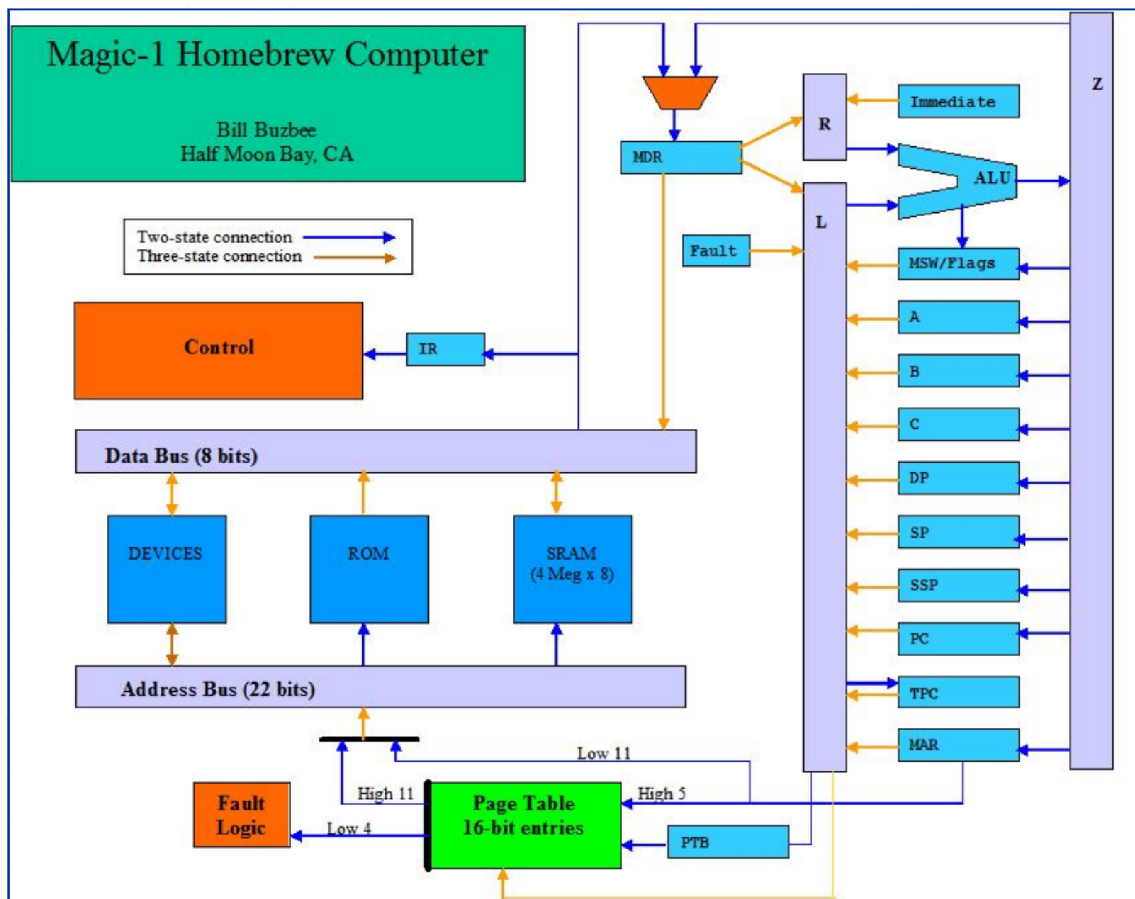 Magic-1 Homebrew Computer
Bill Buzbee
Half Moon Bay, CA
Two-state connection
Three-state connection
Control
IR
MDR
Fault
R
Immediate
ALU
Z
L
MSW/Flags
A
B
C
DP
SP
SSP
PC
TPC
MAR
Data Bus (8 bits)
DEVICES
ROM
SRAM
(4 Meg x 8)
Address Bus (22 bits)
Low 11
High 11
High 5
Fault
Logic
Low 4
Page Table
16-bit entries
PTB